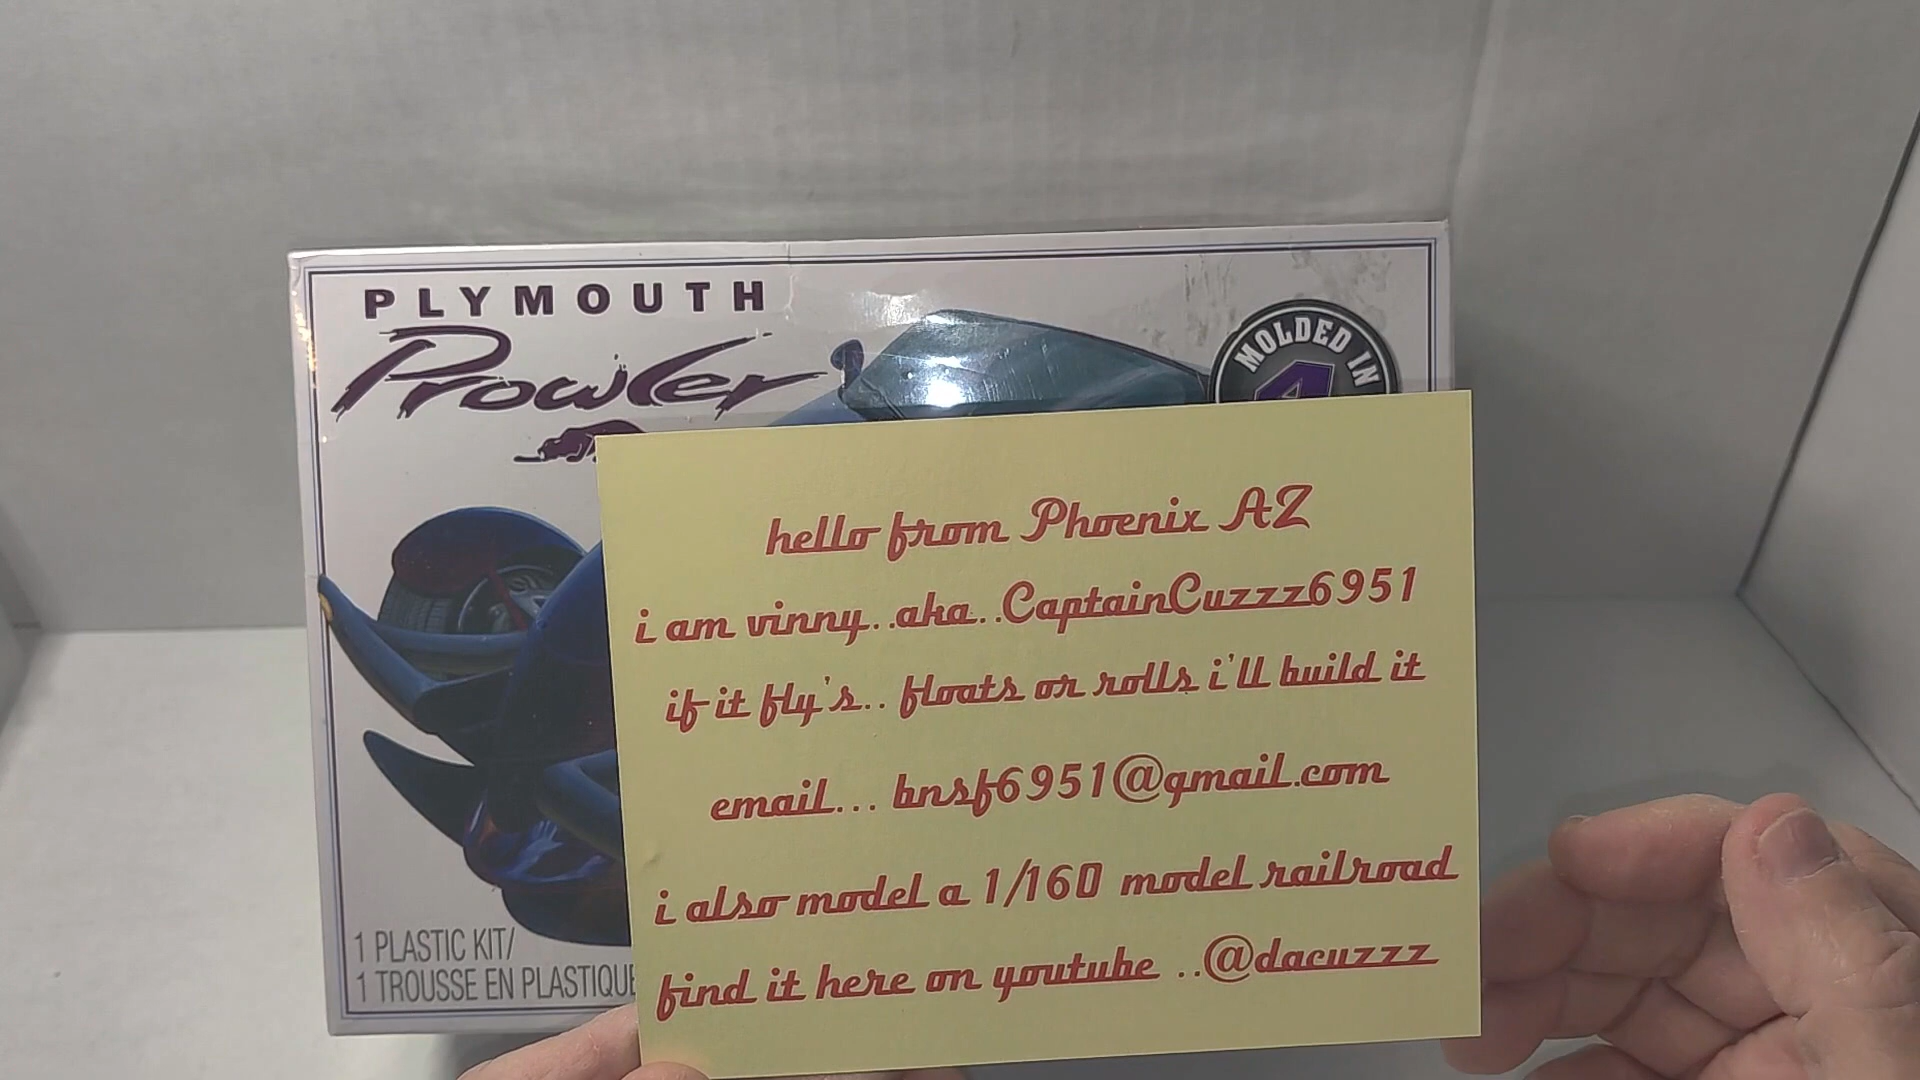 PLYMOUTH
Prowler
MOLDED IN
hello from Phoenix AZ
i am vinny..aka..CaptainCuzzz6951
if it fly's.. floats or rolls i'll build it
email... bnsf6951@gmail.com
i also model a 1/160 model railroad
find it here on youtube ..@dacuzzz
1 PLASTIC KIT/
1 TROUSSE EN PLASTIQUE